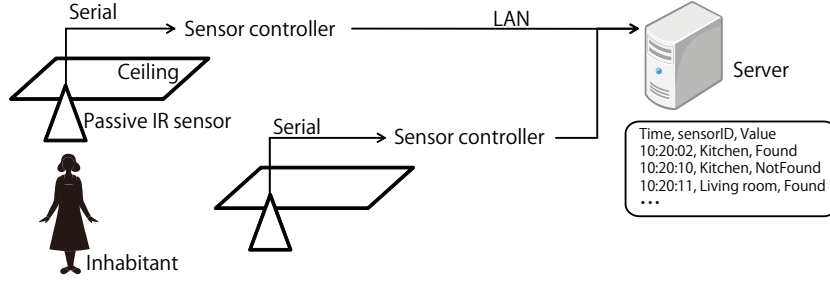 Serial
Sensor controller
LAN
Ceiling
Server
Passive IR sensor
Serial
Sensor controller
Time, sensorID, Value
10:20:02, Kitchen, Found
10:20:10, Kitchen, NotFound
10:20:11, Living room, Found
•••
Inhabitant